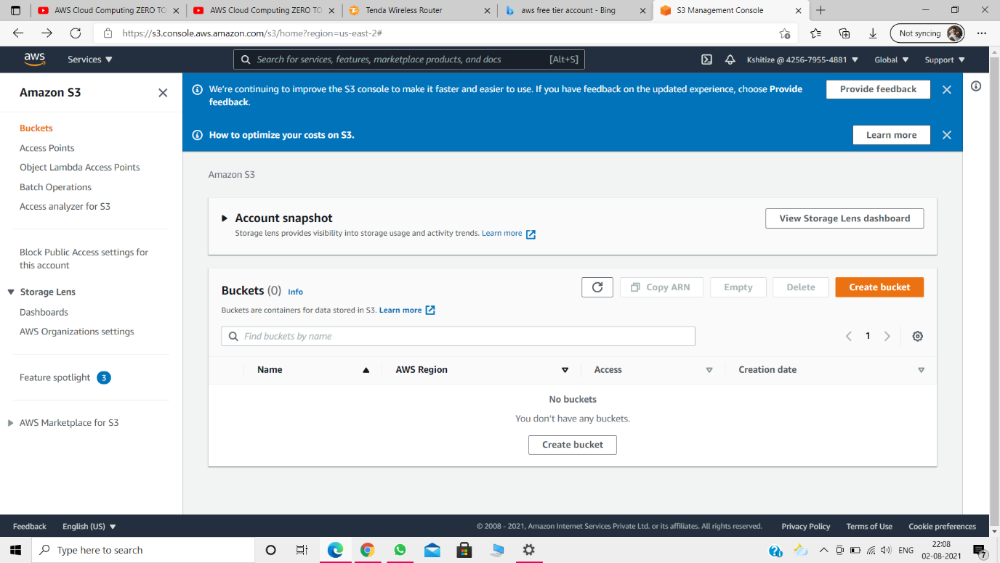 AWS Cloud Computing ZERO TO
AWS Cloud Computing ZERO TO
Tenda Wireless Router
aws free tier account - Bing
S3 Management Console
https://s3.console.aws.amazon.com/s3/home?region=us-east-2#
Not syncing
aws
Services
Search for services, features, marketplace products, and docs
[Alt+S]
Kshitize @ 4256-7955-4881
Global
Support
Amazon S3
We're continuing to improve the S3 console to make it faster and easier to use. If you have feedback on the updated experience, choose Provide
feedback.
Provide feedback
How to optimize your costs on S3.
Learn more
Buckets
Access Points
Object Lambda Access Points
Batch Operations
Access analyzer for S3
Block Public Access settings for
this account
Storage Lens
Dashboards
AWS Organizations settings
Feature spotlight 3
AWS Marketplace for S3
Amazon S3
Account snapshot
Storage lens provides visibility into storage usage and activity trends. Learn more
View Storage Lens dashboard
Buckets (0) Info
Copy ARN
Empty
Delete
Create bucket
Buckets are containers for data stored in S3. Learn more
Find buckets by name
1
Name
AWS Region
Access
Creation date
No buckets
You don't have any buckets.
Create bucket
Feedback
English (US)
© 2008 - 2021, Amazon Internet Services Private Ltd. or its affiliates. All rights reserved.
Privacy Policy
Terms of Use
Cookie preferences
Type here to search
ENG
22:08
02-08-2021
7